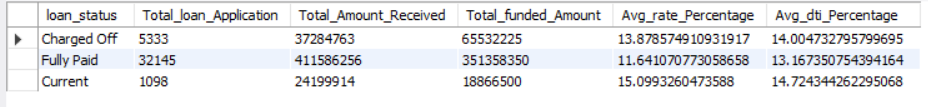 loan_status Total_loan_Application Total_Amount_Received Total_funded_Amount Avg_rate_Percentage Avg_dti_Percentage
Charged Off 5333 37284763 65532225 13.878574910931917 14.004732795799695
Fully Paid 32145 411586256 351358350 11.641070773058658 13.167350754394164
Current 1098 24199914 18866500 15.0993260473588 14.724344262295068